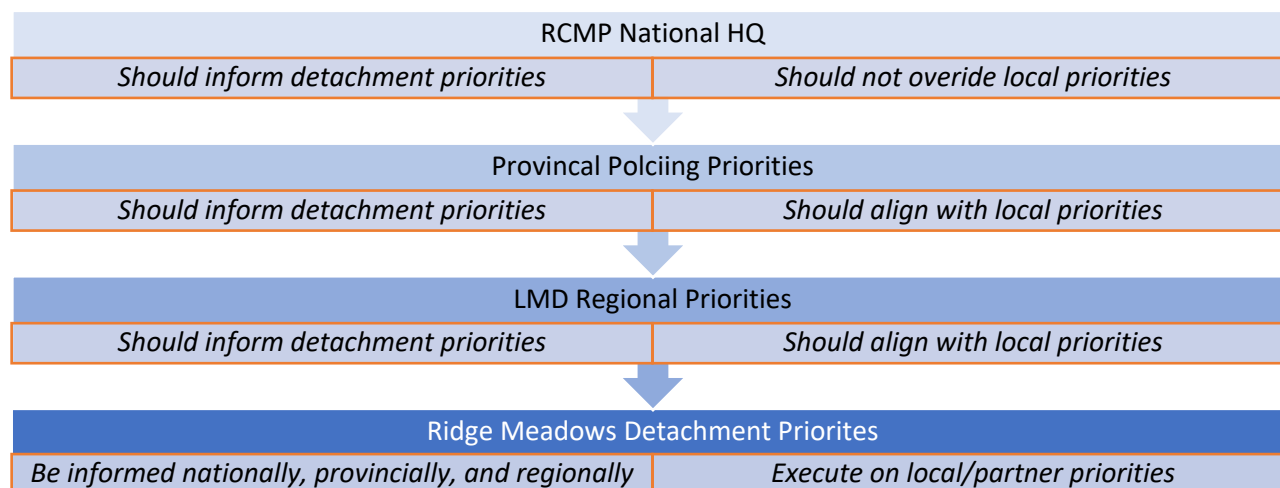 RCMP National HQ
Should inform detachment priorities
Should not overide local priorities
Provincal Polciing Priorities
Should inform detachment priorities
Should align with local priorities
LMD Regional Priorities
Should inform detachment priorities
Should align with local priorities
Ridge Meadows Detachment Priorites
Be informed nationally, provincially, and regionally
Execute on local/partner priorities